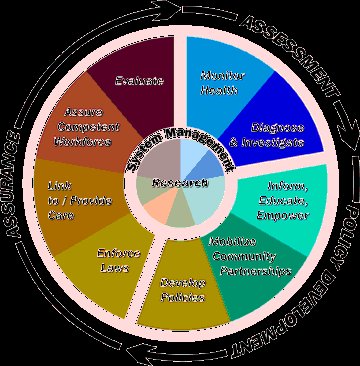 ASSESSMENT
POLICY DEVELOPMENT
ASSURANCE
Monitor
Health
Diagnose
& Investigate
Inform,
Educate,
Empower
Mobilize
Community
Partnerships
Develop
Policies
Enforce
Laws
Link
to / Provide
Care
Assure
Competent
Workforce
Evaluate
System Management
Research